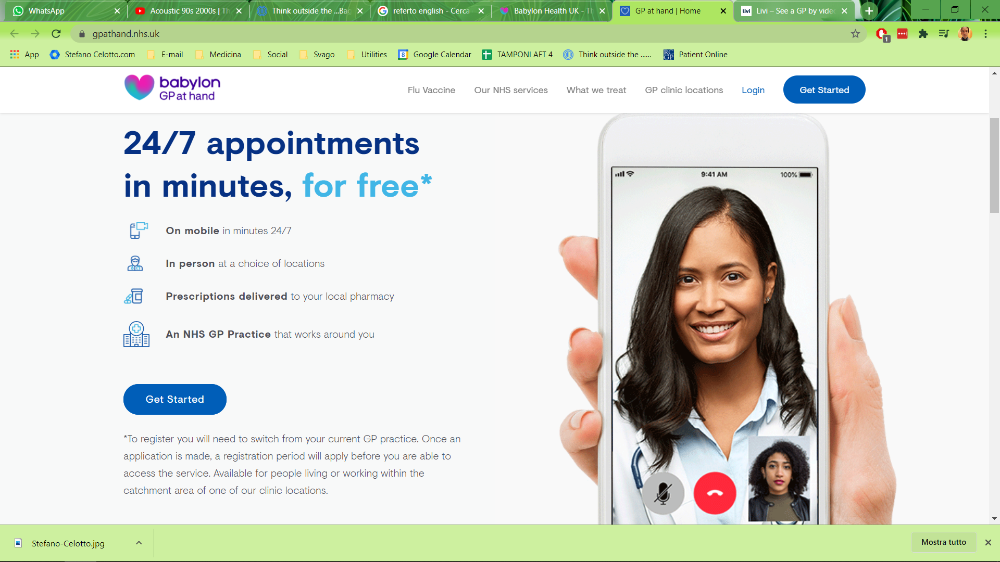 WhatsApp
Acoustic 90s 2000s | Th
Think outside the ...Bag
referto english - Cerca
Babylon Health UK - Th
GP at hand | Home
livi
Livi – See a GP by video
gpathand.nhs.uk
1
App
Stefano Celotto.com
E-mail
Medicina
Social
Svago
Utilities
8
Google Calendar
TAMPONI AFT 4
Think outside the ......
RC
GP
Patient Online
babylon
GP at hand
Flu Vaccine
Our NHS services
What we treat
GP clinic locations
Login
Get Started
24/7 appointments
in minutes, for free*
On mobile in minutes 24/7
In person at a choice of locations
Prescriptions delivered to your local pharmacy
An NHS GP Practice that works around you
Get Started
*To register you will need to switch from your current GP practice. Once an
application is made, a registration period will apply before you are able to
access the service. Available for people living or working within the
catchment area of one of our clinic locations.
9:41 AM
100%
Stefano-Celotto.jpg
Mostra tutto